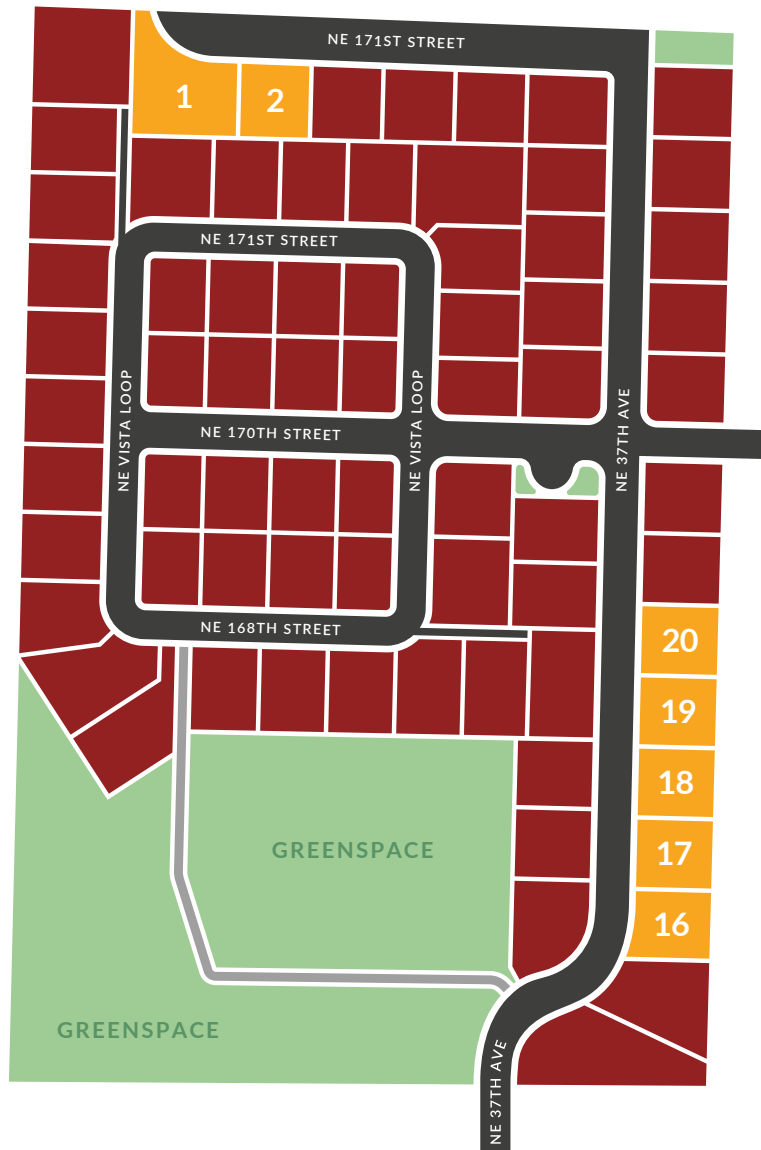 NE 171ST STREET
1
2
NE 171ST STREET
NE VISTA LOOP
NE VISTA LOOP
NE 37TH AVE
NE 170TH STREET
NE 168TH STREET
20
19
18
17
16
GREENSPACE
GREENSPACE
NE 37TH AVE